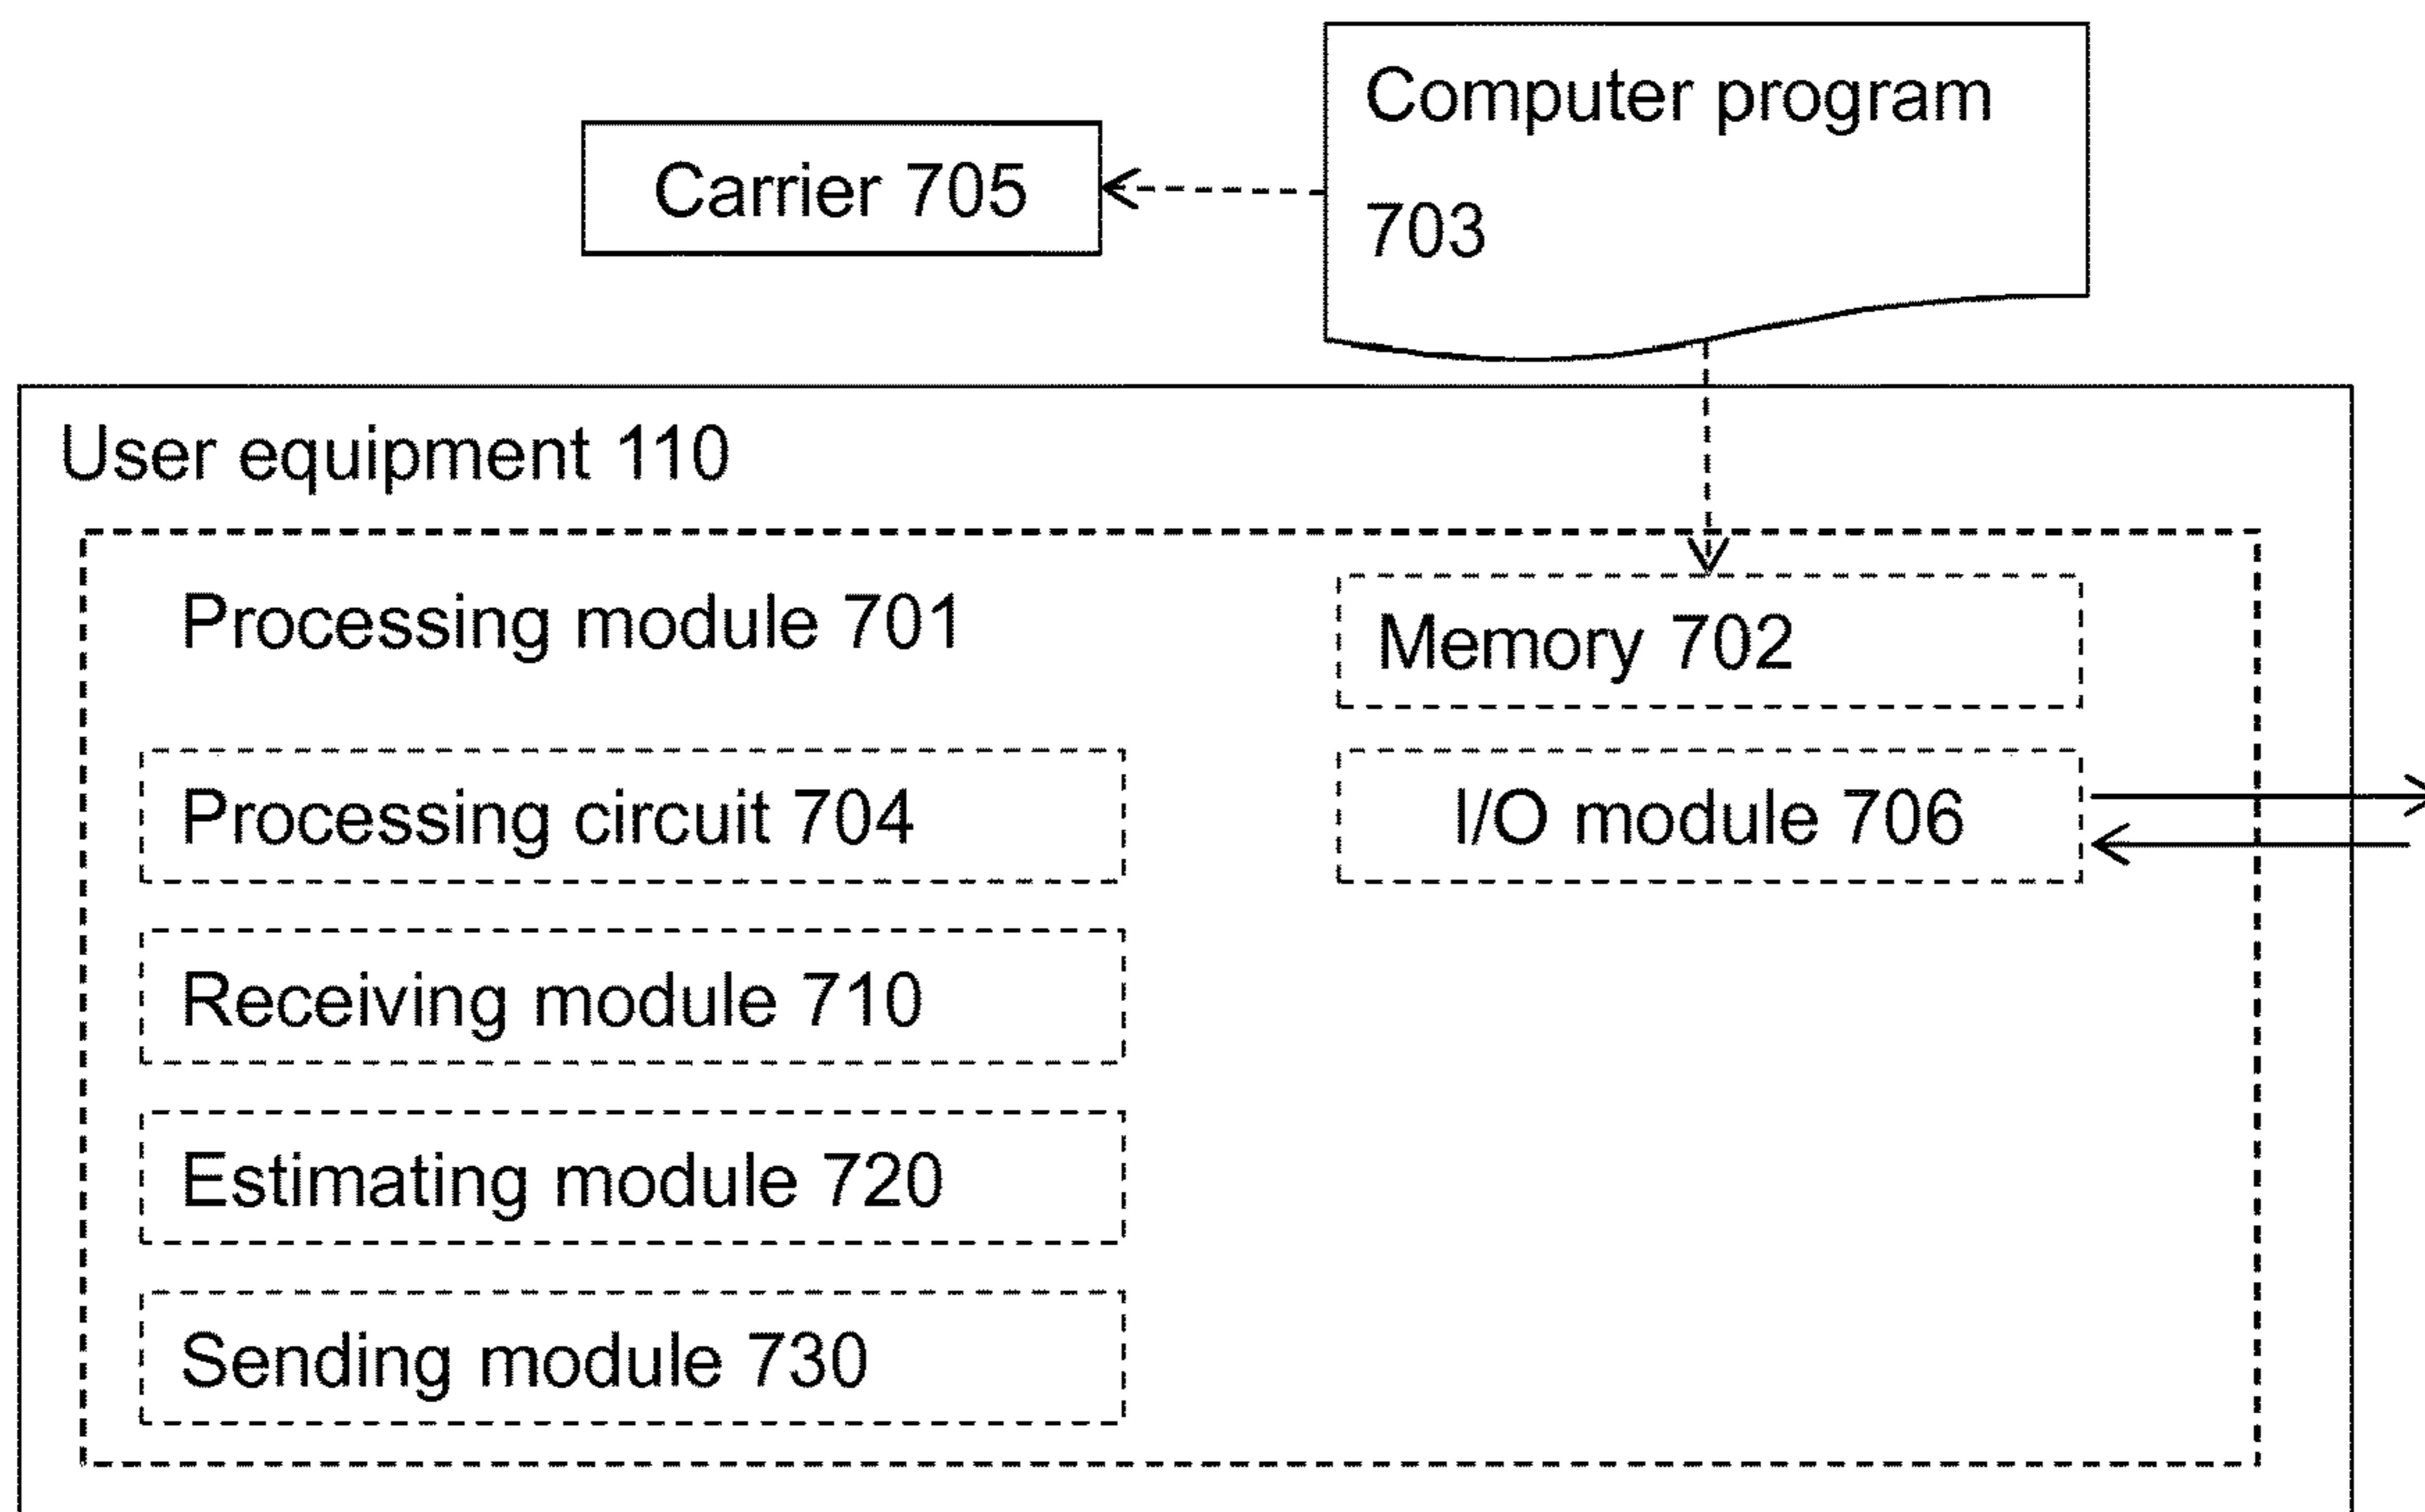 Computer program
703
Carrier 705
User equipment 110
Processing module 701
Memory 702
Processing circuit 704
I/O module 706
Receiving module 710
Estimating module 720
Sending module 730